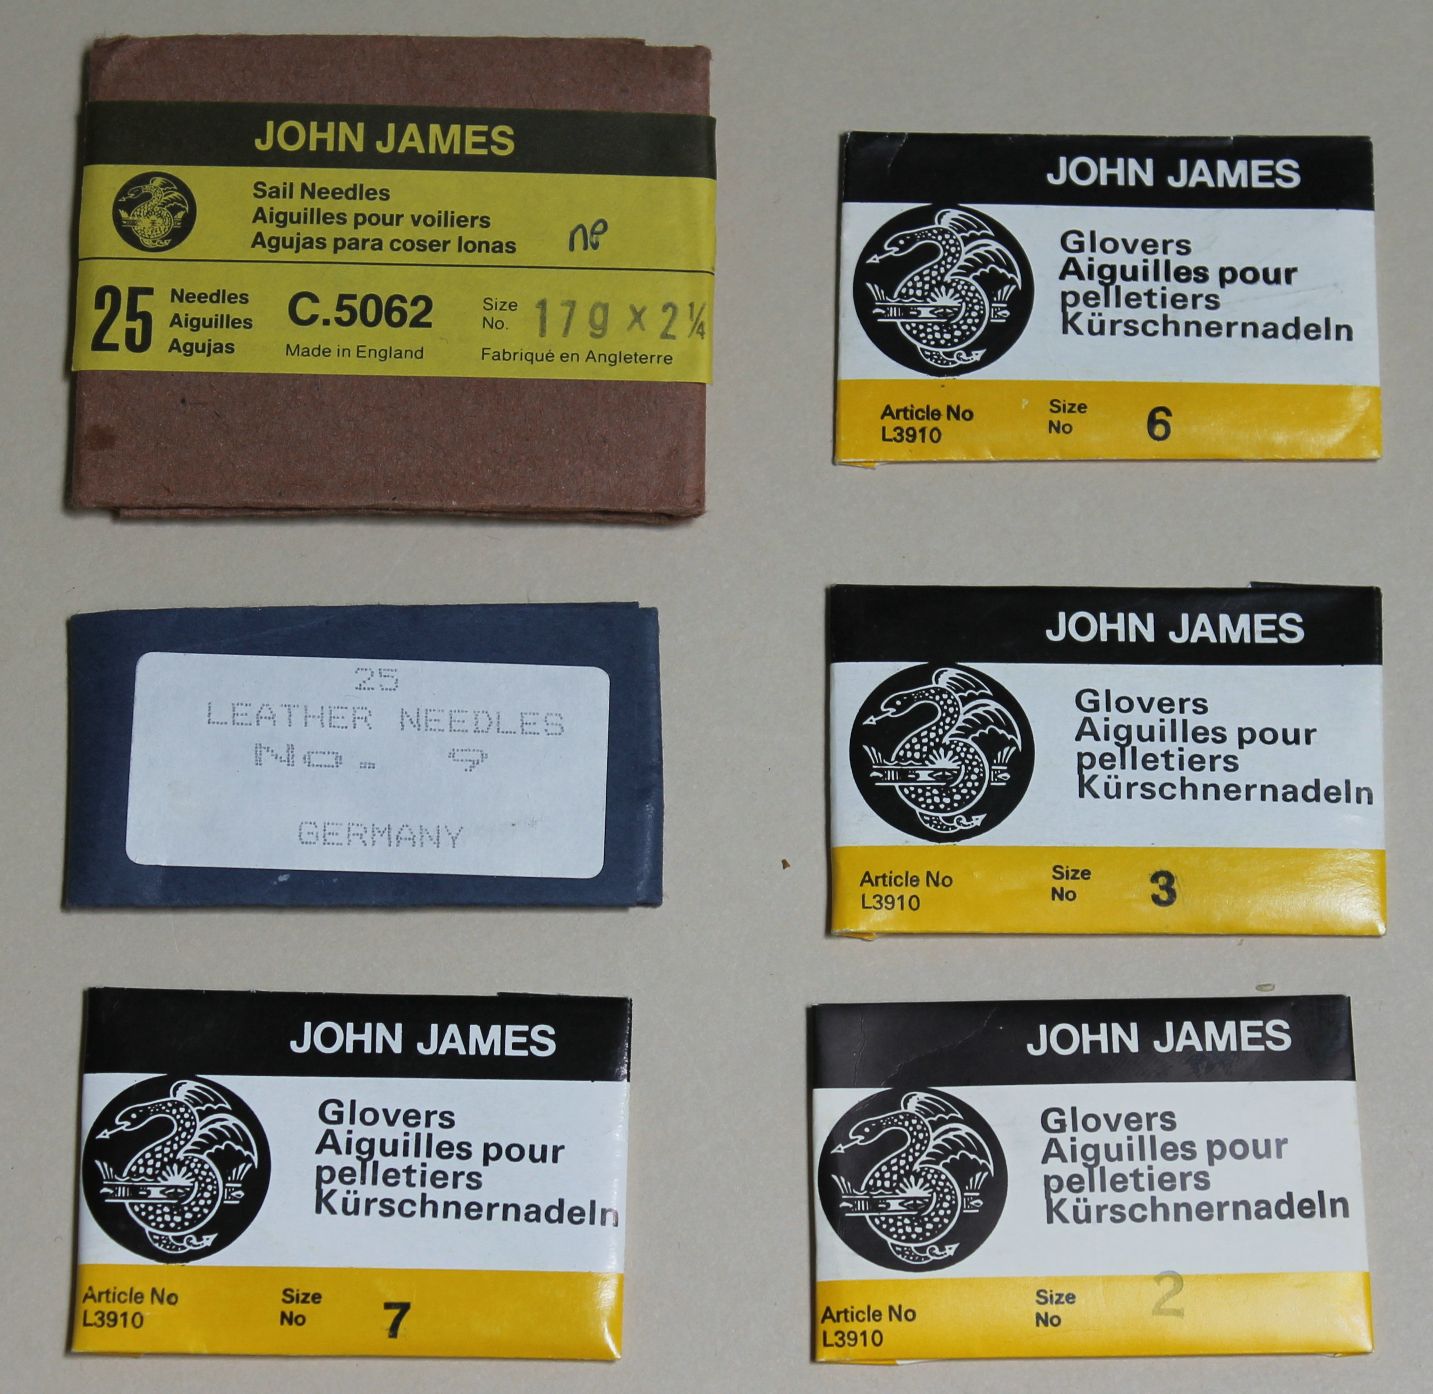 JOHN JAMES
Sail Needles
Aiguilles pour voiliers
Agujas para coser lonas
ne
25
Needles
Aiguilles
Agujas
C.5062
Made in England
Size
No.
17g x 2¼
Fabriqué en Angleterre
JOHN JAMES
Glovers
Aiguilles pour
pelletiers
Kürschnernadeln
Article No
L3910
Size
No
6
25
LEATHER NEEDLES
NO. 9
GERMANY
JOHN JAMES
Glovers
Aiguilles pour
pelletiers
Kürschnernadeln
Article No
L3910
Size
No
3
JOHN JAMES
Glovers
Aiguilles pour
pelletiers
Kürschnernadeln
Article No
L3910
Size
No
7
JOHN JAMES
Glovers
Aiguilles pour
pelletiers
Kürschnernadeln
Article No
L3910
Size
No
2